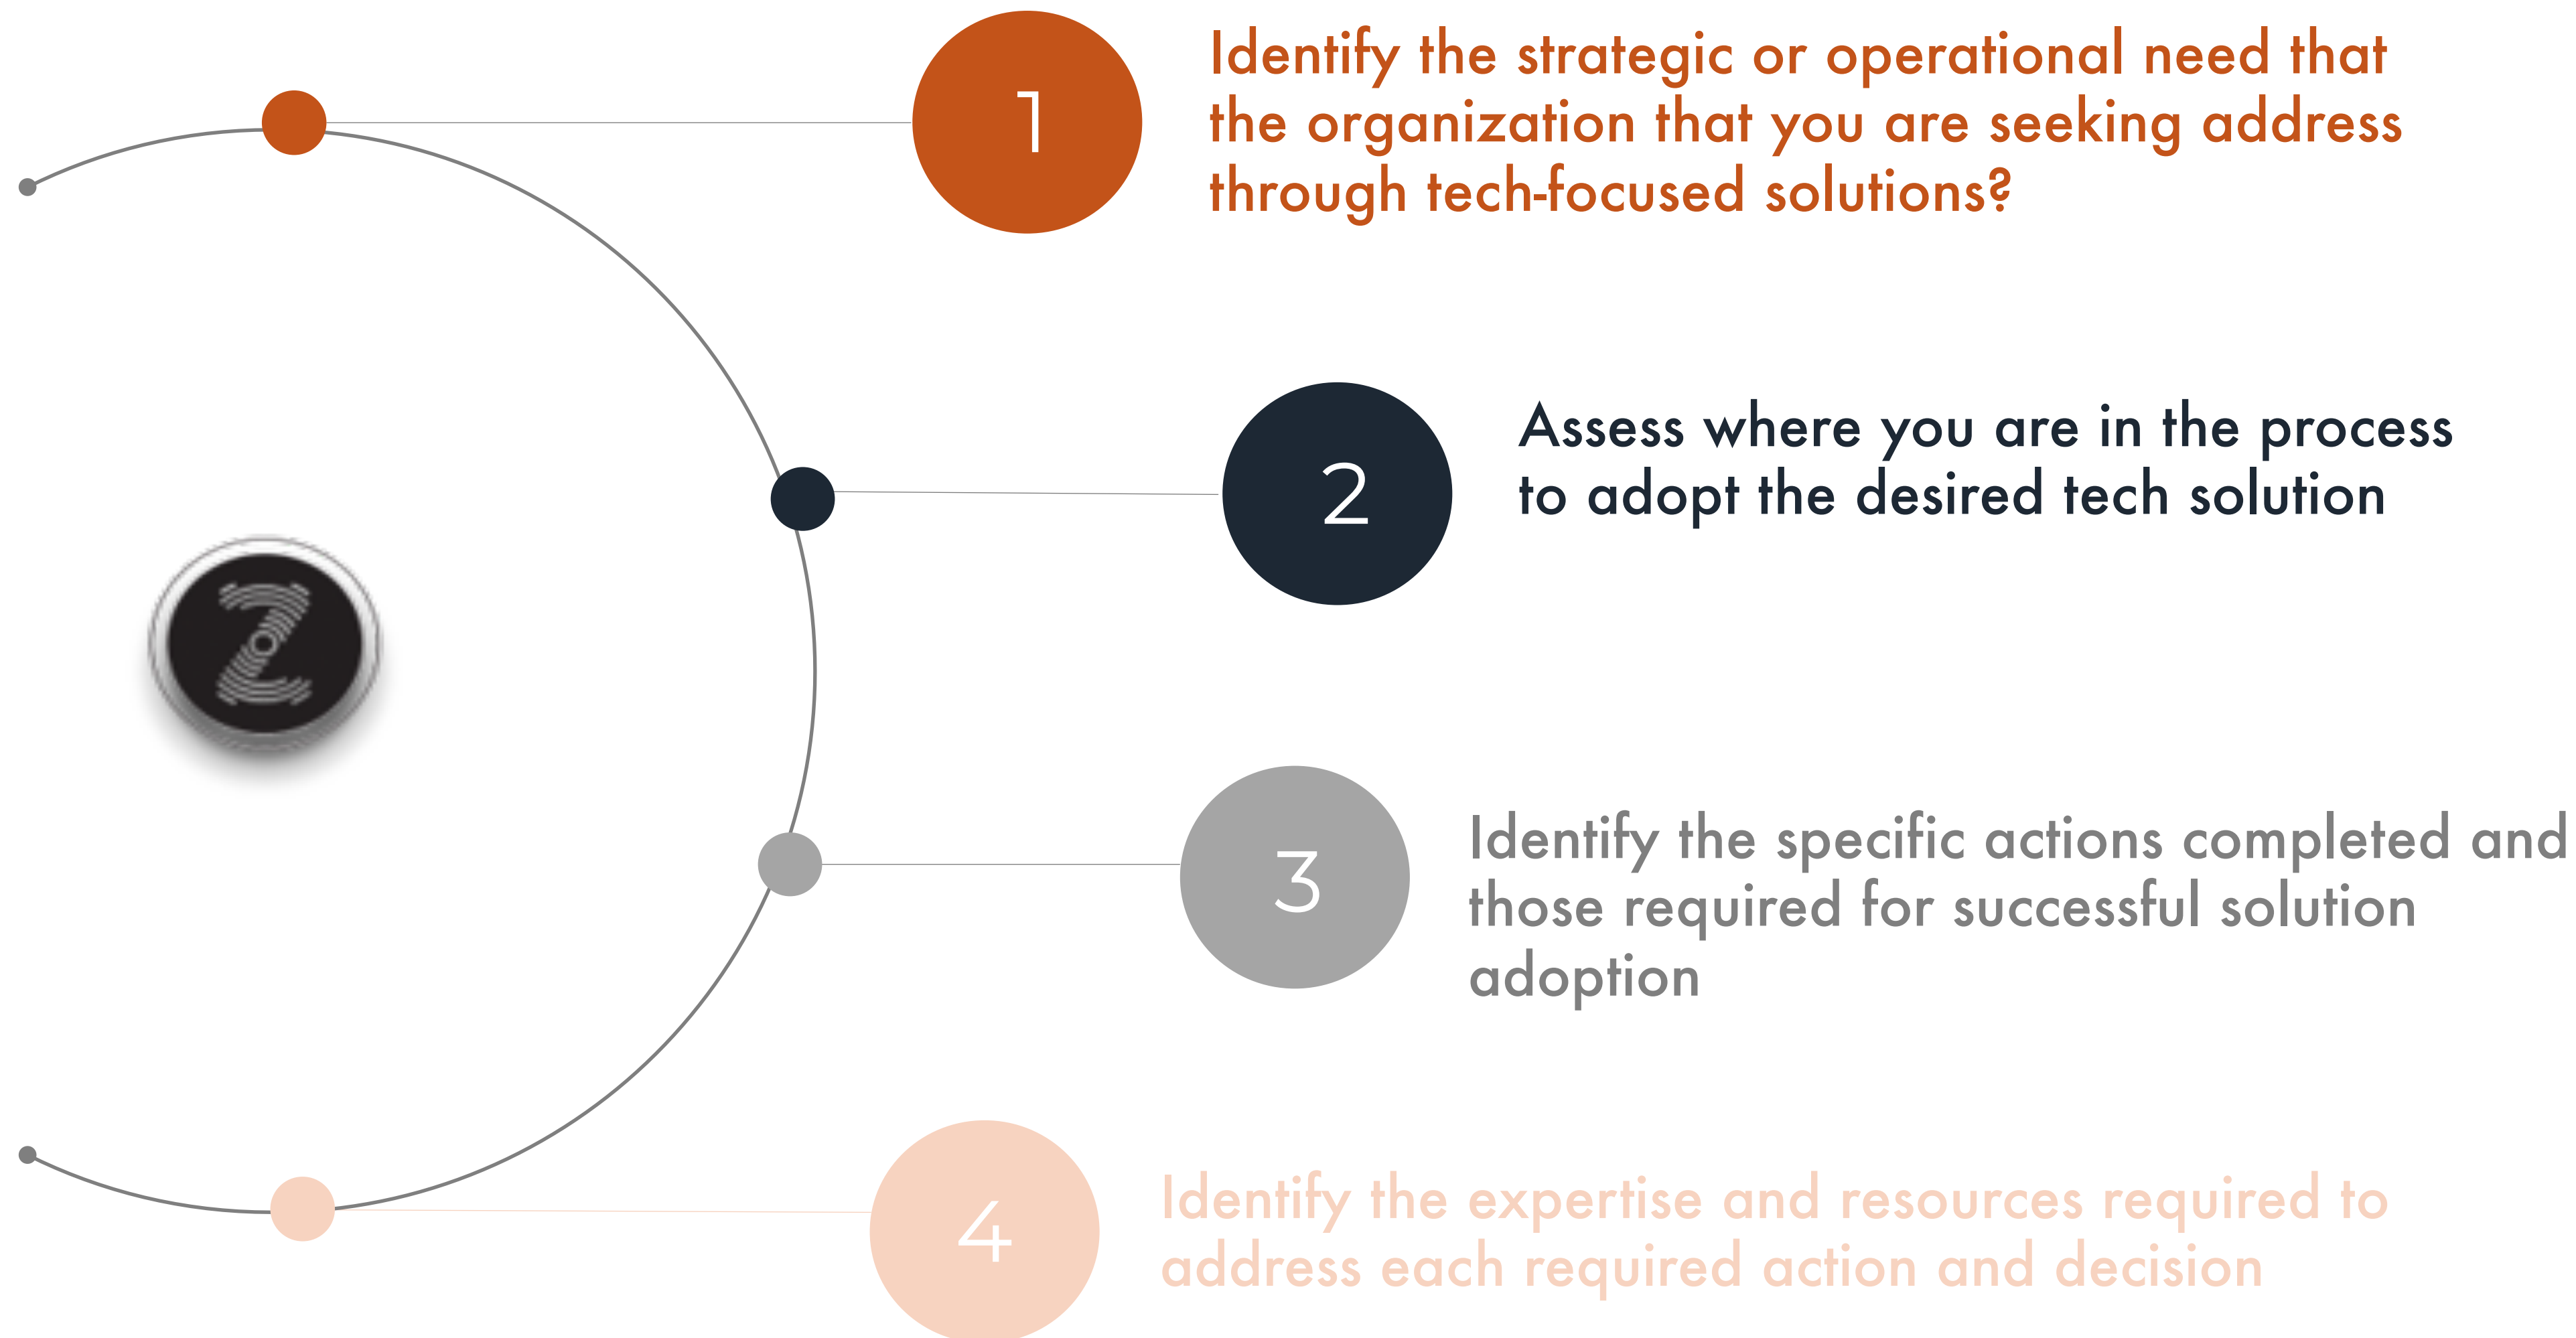 1
Identify the strategic or operational need that
the organization that you are seeking address
through tech-focused solutions?
2
Assess where you are in the process
to adopt the desired tech solution
Z
3
Identify the specific actions completed and
those required for successful solution
adoption
4
Identify the expertise and resources required to
address each required action and decision